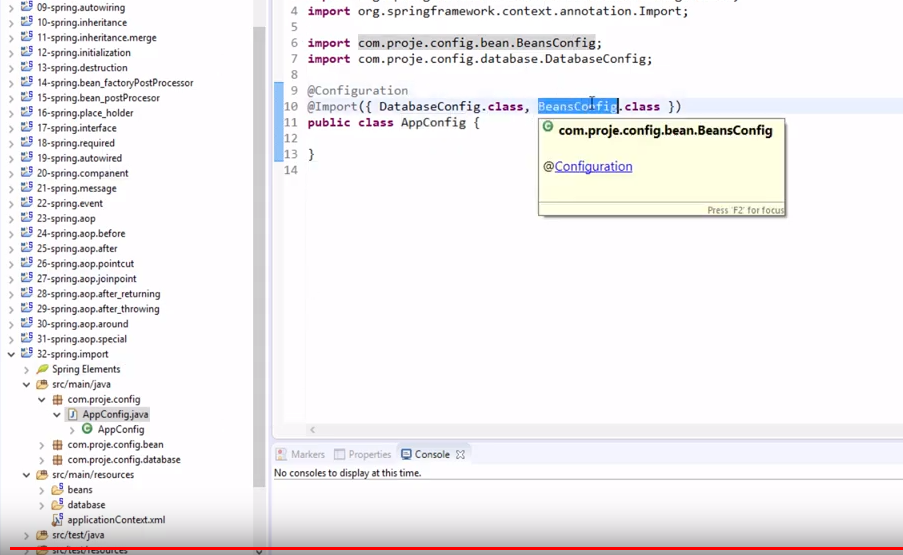 09-spring.autowiring
10-spring.inheritance
11-spring.inheritance.merge
12-spring.initialization
13-spring.destruction
14-spring.bean_factoryPostProcessor
15-spring.bean_postProcesor
16-spring.place_holder
17-spring.interface
18-spring.required
19-spring.autowired
20-spring.companent
21-spring.message
22-spring.event
23-spring.aop
24-spring.aop.before
25-spring.aop.after
26-spring.aop.pointcut
27-spring.aop.joinpoint
28-spring.aop.after_returning
29-spring.aop.after_throwing
30-spring.aop.around
31-spring.aop.special
32-spring.import
Spring Elements
src/main/java
com.proje.config
AppConfig.java
AppConfig
com.proje.config.bean
com.proje.config.database
src/main/resources
beans
database
applicationContext.xml
src/test/java
src/test/resources
4 import org.springframework.context.annotation.Import;
5
6 import com.proje.config.bean.BeansConfig;
7 import com.proje.config.database.DatabaseConfig;
8
9 @Configuration
10 @Import({ DatabaseConfig.class, BeansConfig.class })
11 public class AppConfig {
12
13 }
14
com.proje.config.bean.BeansConfig
@Configuration
Press 'F2' for focus
Markers Properties Console
No consoles to display at this time.